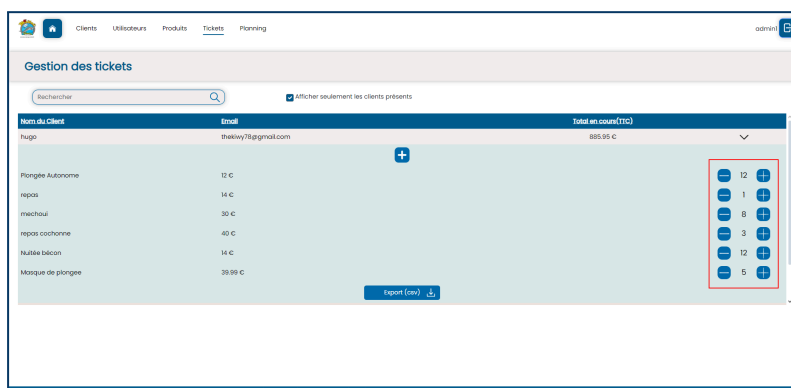 Clients Utilisateurs Produits Tickets Planning admin1
Gestion des tickets
Rechercher Afficher seulement les clients présents
Nom du Client Email Total en cours(TTC)
hugo thekiwy78@gmail.com 885.95 €
Plongée Autonome 12 € 12
repas 14 € 1
mechoui 30 € 8
repas cochonne 40 € 3
Nuitée bécon 14 € 12
Masque de plongee 39.99 € 5
Export (csv)